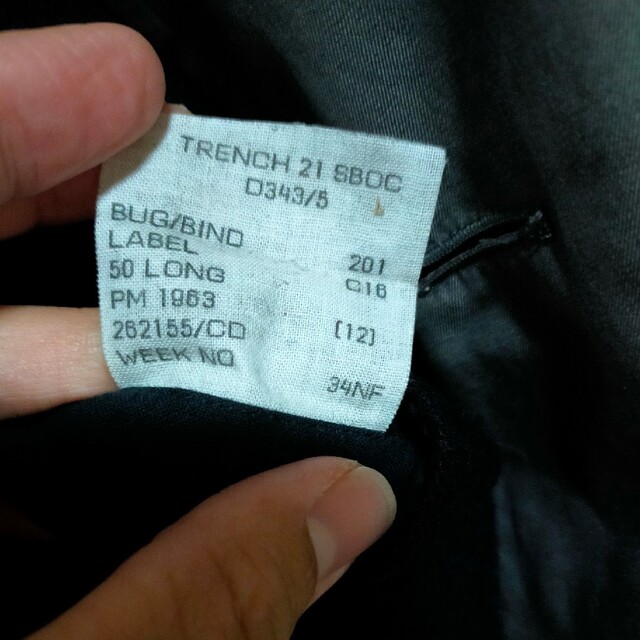 TRENCH 21 SBOC
D343/5
BUG/BIND
LABEL 201
50 LONG C16
PM 1963
262155/CD [12]
WEEK NO 34NF